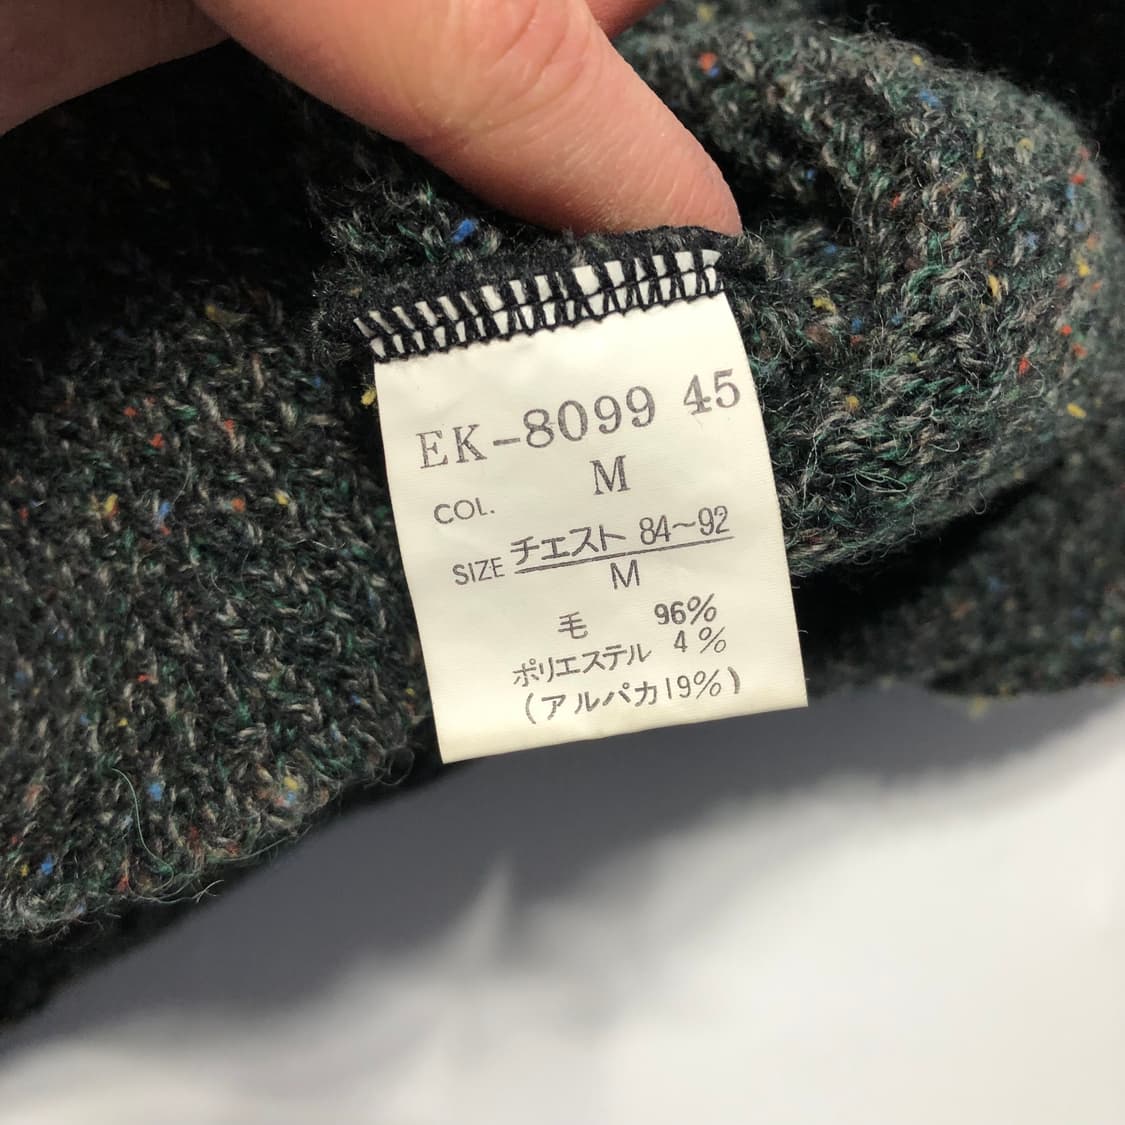 EK-8099 45
M
COL.
SIZE チェスト 84~92
M
毛 96%
ポリエステル 4%
(アルパカ19%)